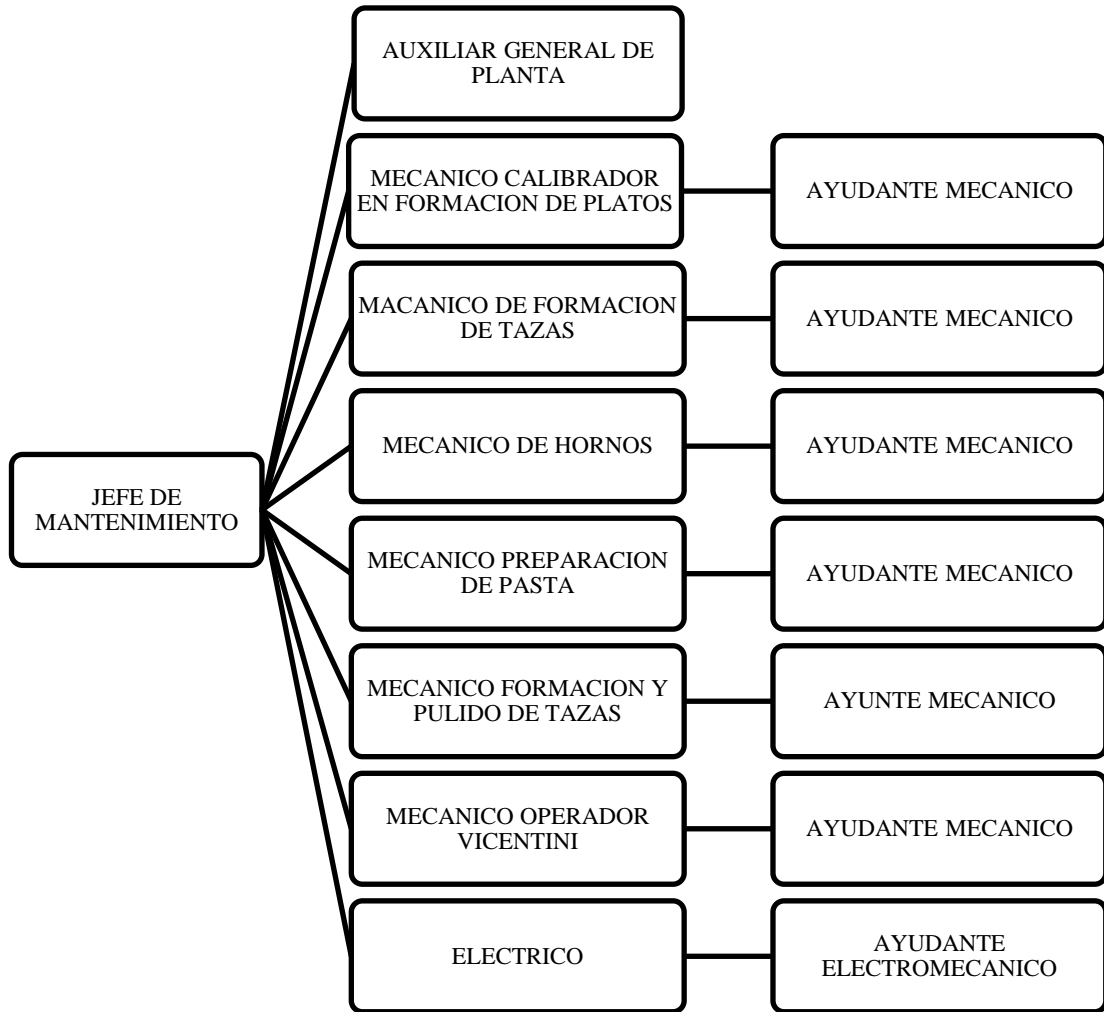 AUXILIAR GENERAL DE
PLANTA
MECANICO CALIBRADOR
EN FORMACION DE PLATOS
AYUDANTE MECANICO
MACANICO DE FORMACION
DE TAZAS
AYUDANTE MECANICO
MECANICO DE HORNOS
AYUDANTE MECANICO
JEFE DE
MANTENIMIENTO
MECANICO PREPARACION
DE PASTA
AYUDANTE MECANICO
MECANICO FORMACION Y
PULIDO DE TAZAS
AYUNTE MECANICO
MECANICO OPERADOR
VICENTINI
AYUDANTE MECANICO
ELECTRICO
AYUDANTE
ELECTROMECANICO